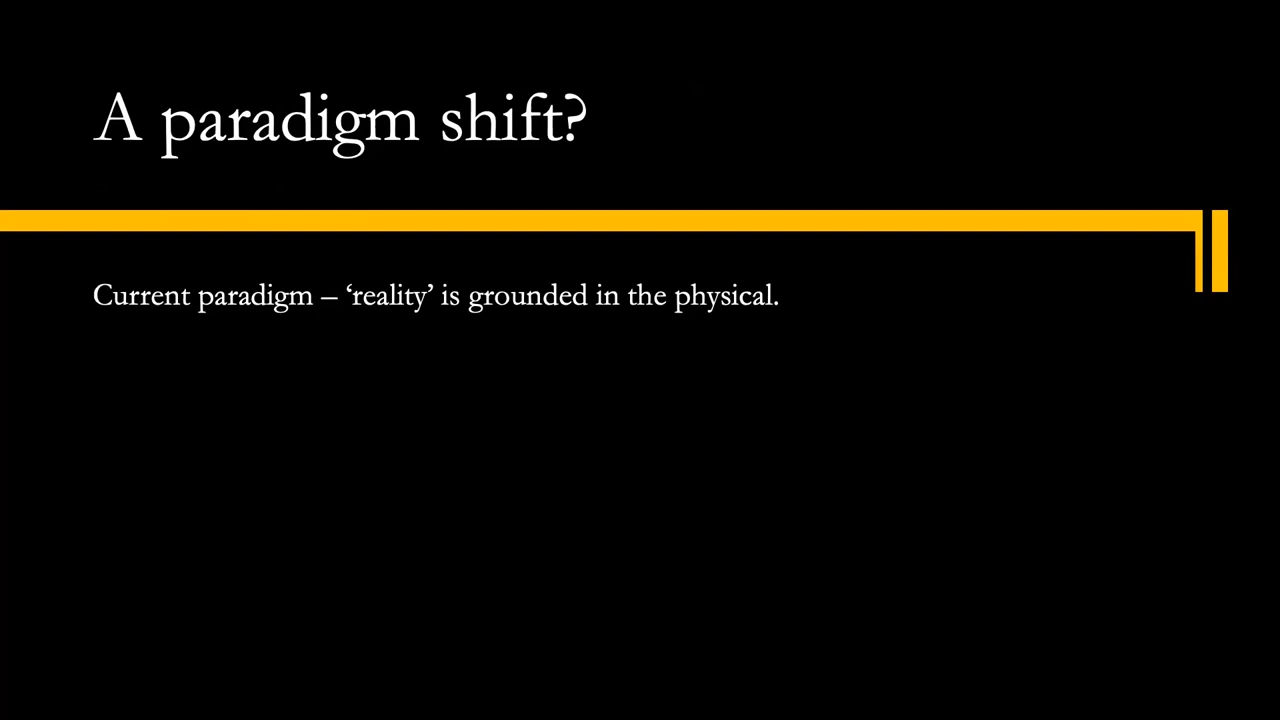 A paradigm shift?
Current paradigm – ‘reality’ is grounded in the physical.